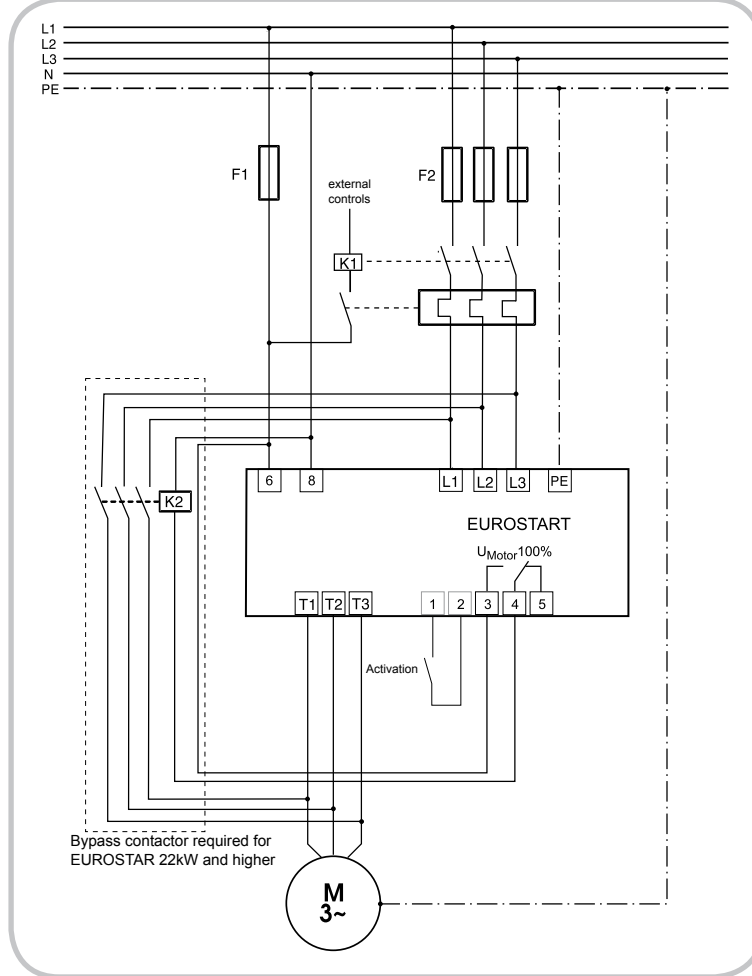 L1
L2
L3
N
PE
F1
F2
external
controls
K1
K2
6
8
L1
L2
L3
PE
EUROSTART
UMotor100%
T1
T2
T3
1
2
3
4
5
Activation
Bypass contactor required for
EUROSTAR 22kW and higher
M
3~